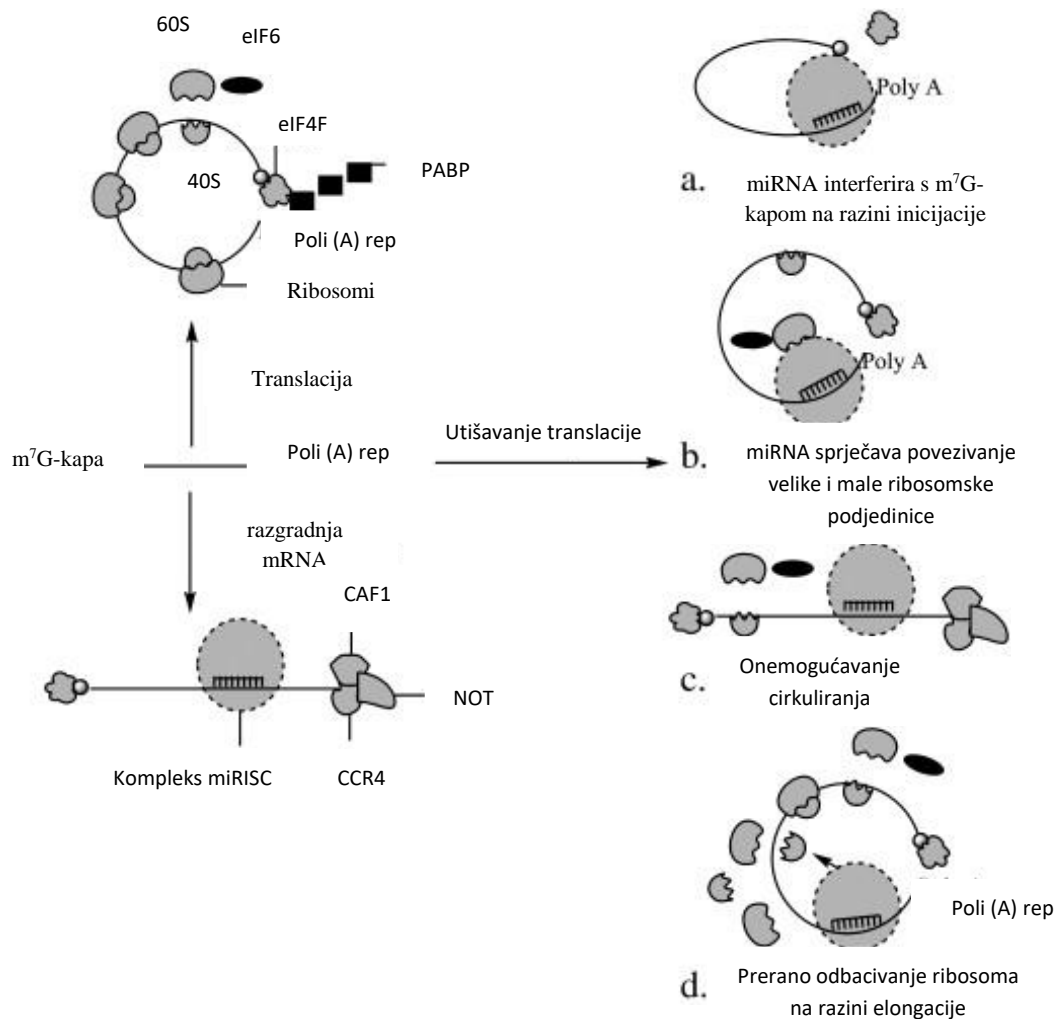 60S
eIF6
eIF4F
40S
PABP
Poli (A) rep
Ribosomi
Translacija
m⁷G-kapa
Poli (A) rep
Utišavanje translacije
razgradnja
mRNA
CAF1
NOT
Kompleks miRISC
CCR4
Poly A
a. miRNA interferira s m⁷G-
kapom na razini inicijacije
Poly A
b. miRNA sprječava povezivanje
velike i male ribosomske
podjedinice
c. Onemogućavanje
cirkuliranja
Poli (A) rep
d. Prerano odbacivanje ribosoma
na razini elongacije